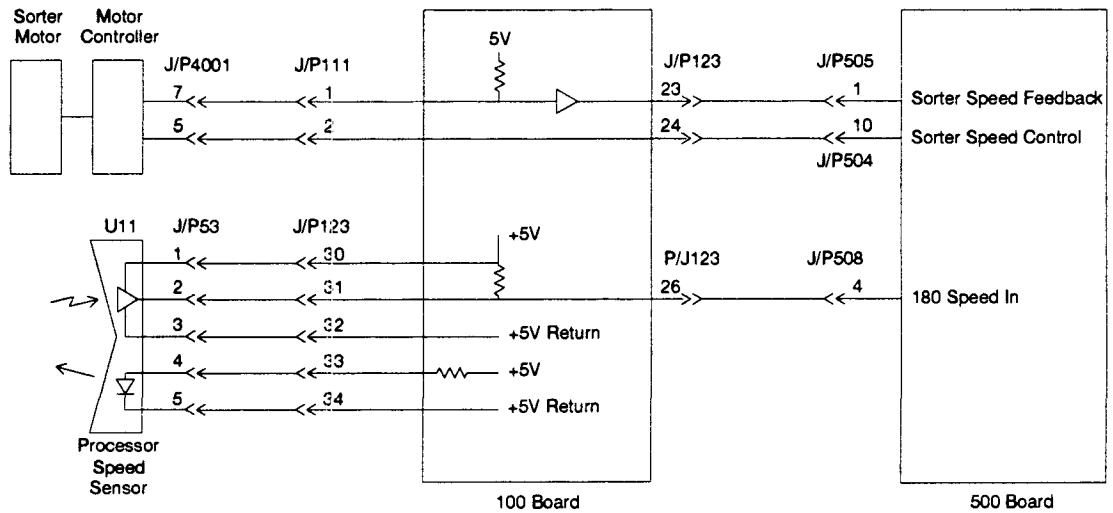 Sorter
Motor
Motor
Controller
J/P4001
J/P111
5V
J/P123
J/P505
7
1
23
1
Sorter Speed Feedback
5
2
24
10
Sorter Speed Control
J/P504
U11
J/P53
J/P123
+5V
P/J123
J/P508
1
30
2
31
26
4
180 Speed In
3
32
+5V Return
4
33
+5V
5
34
+5V Return
Processor
Speed
Sensor
100 Board
500 Board